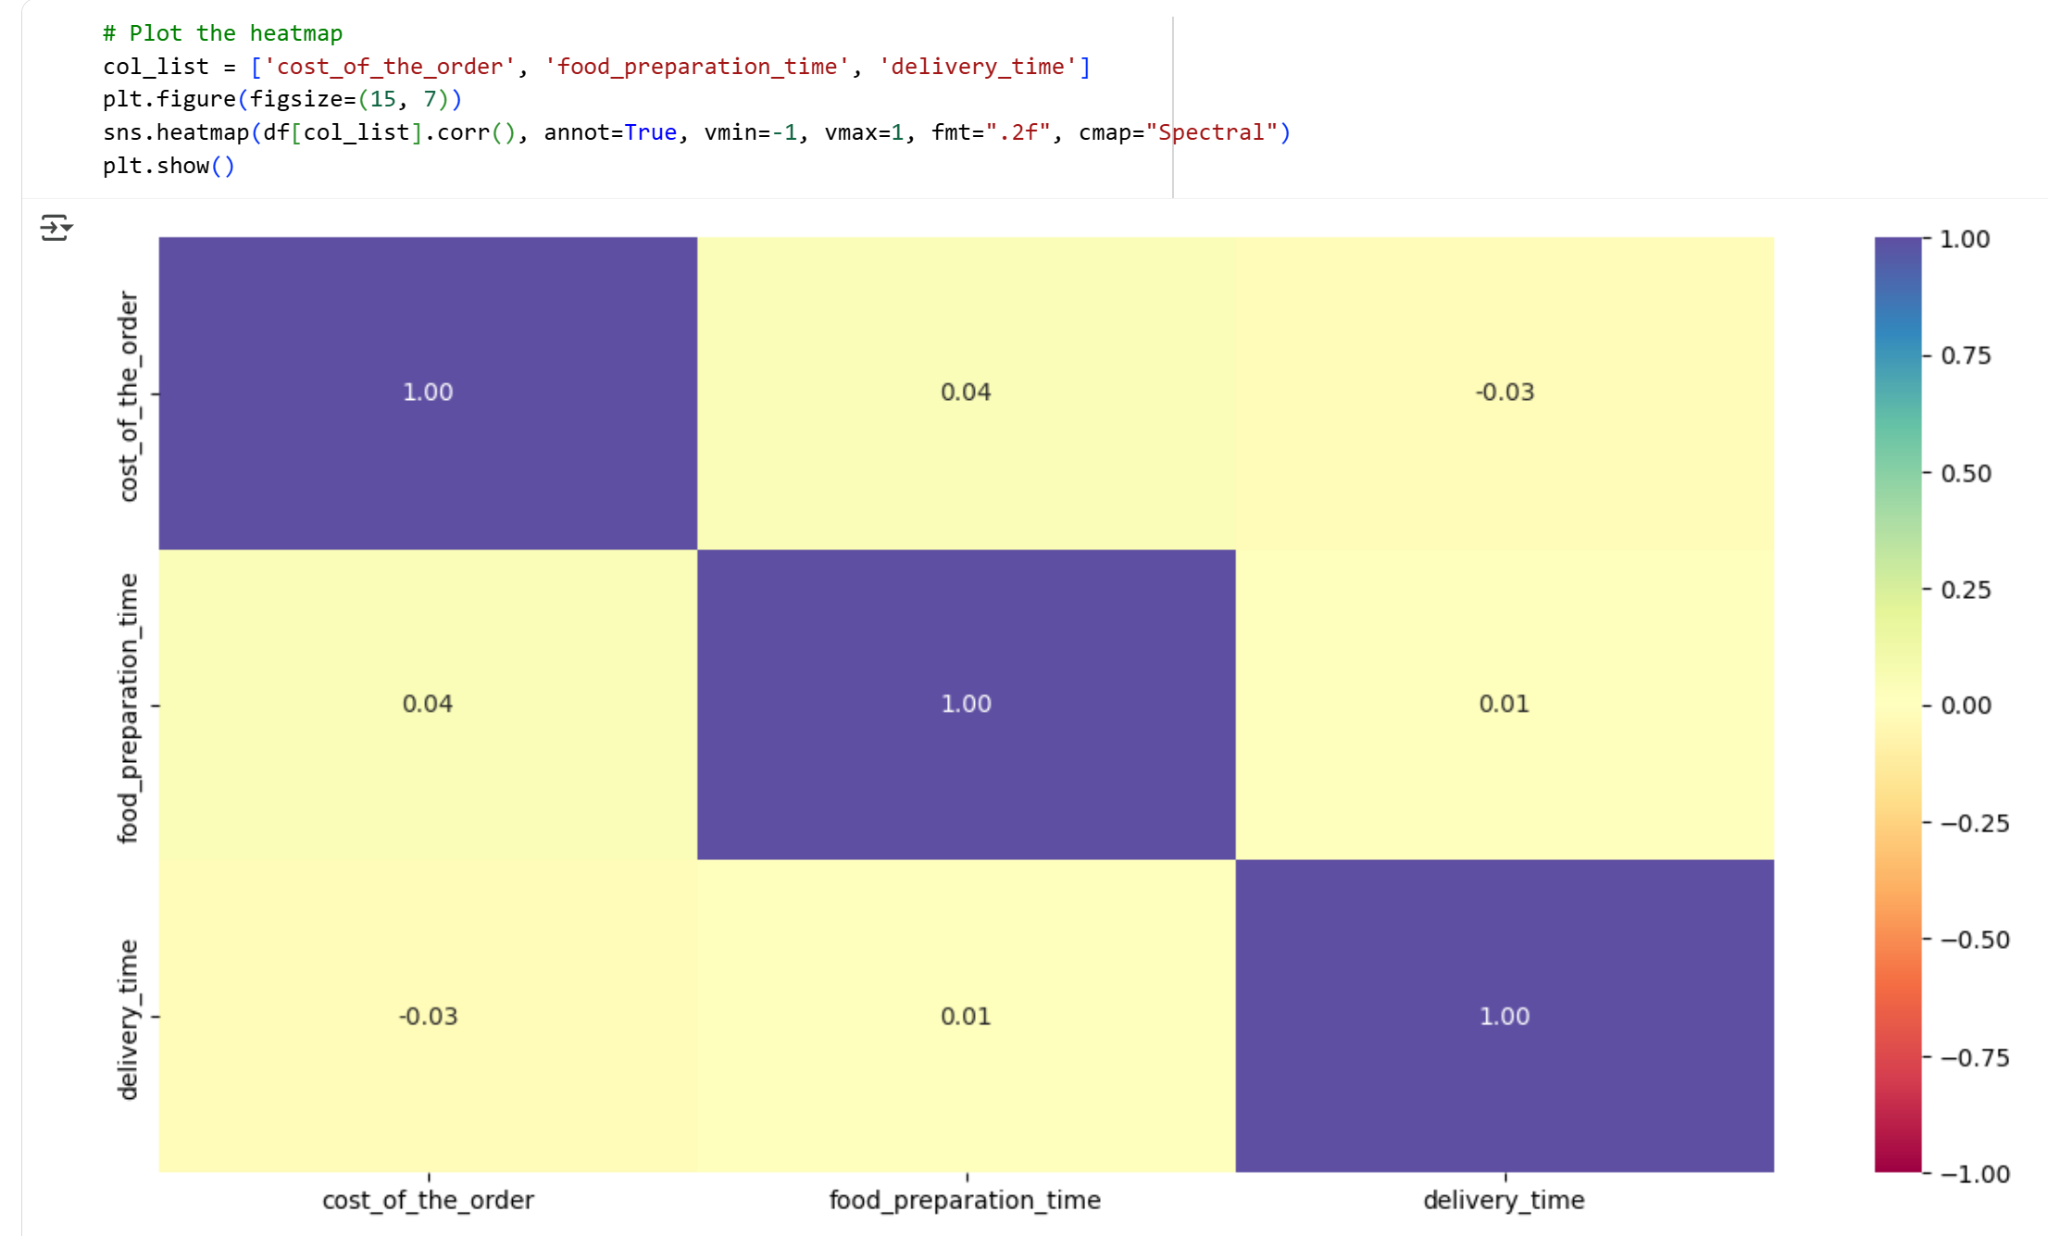 # Plot the heatmap
col_list = ['cost_of_the_order', 'food_preparation_time', 'delivery_time']
plt.figure(figsize=(15, 7))
sns.heatmap(df[col_list].corr(), annot=True, vmin=-1, vmax=1, fmt=".2f", cmap="Spectral")
plt.show()
cost_of_the_order
1.00
0.04
-0.03
food_preparation_time
0.04
1.00
0.01
delivery_time
-0.03
0.01
1.00
cost_of_the_order
food_preparation_time
delivery_time
1.00
0.75
0.50
0.25
0.00
−0.25
−0.50
−0.75
−1.00